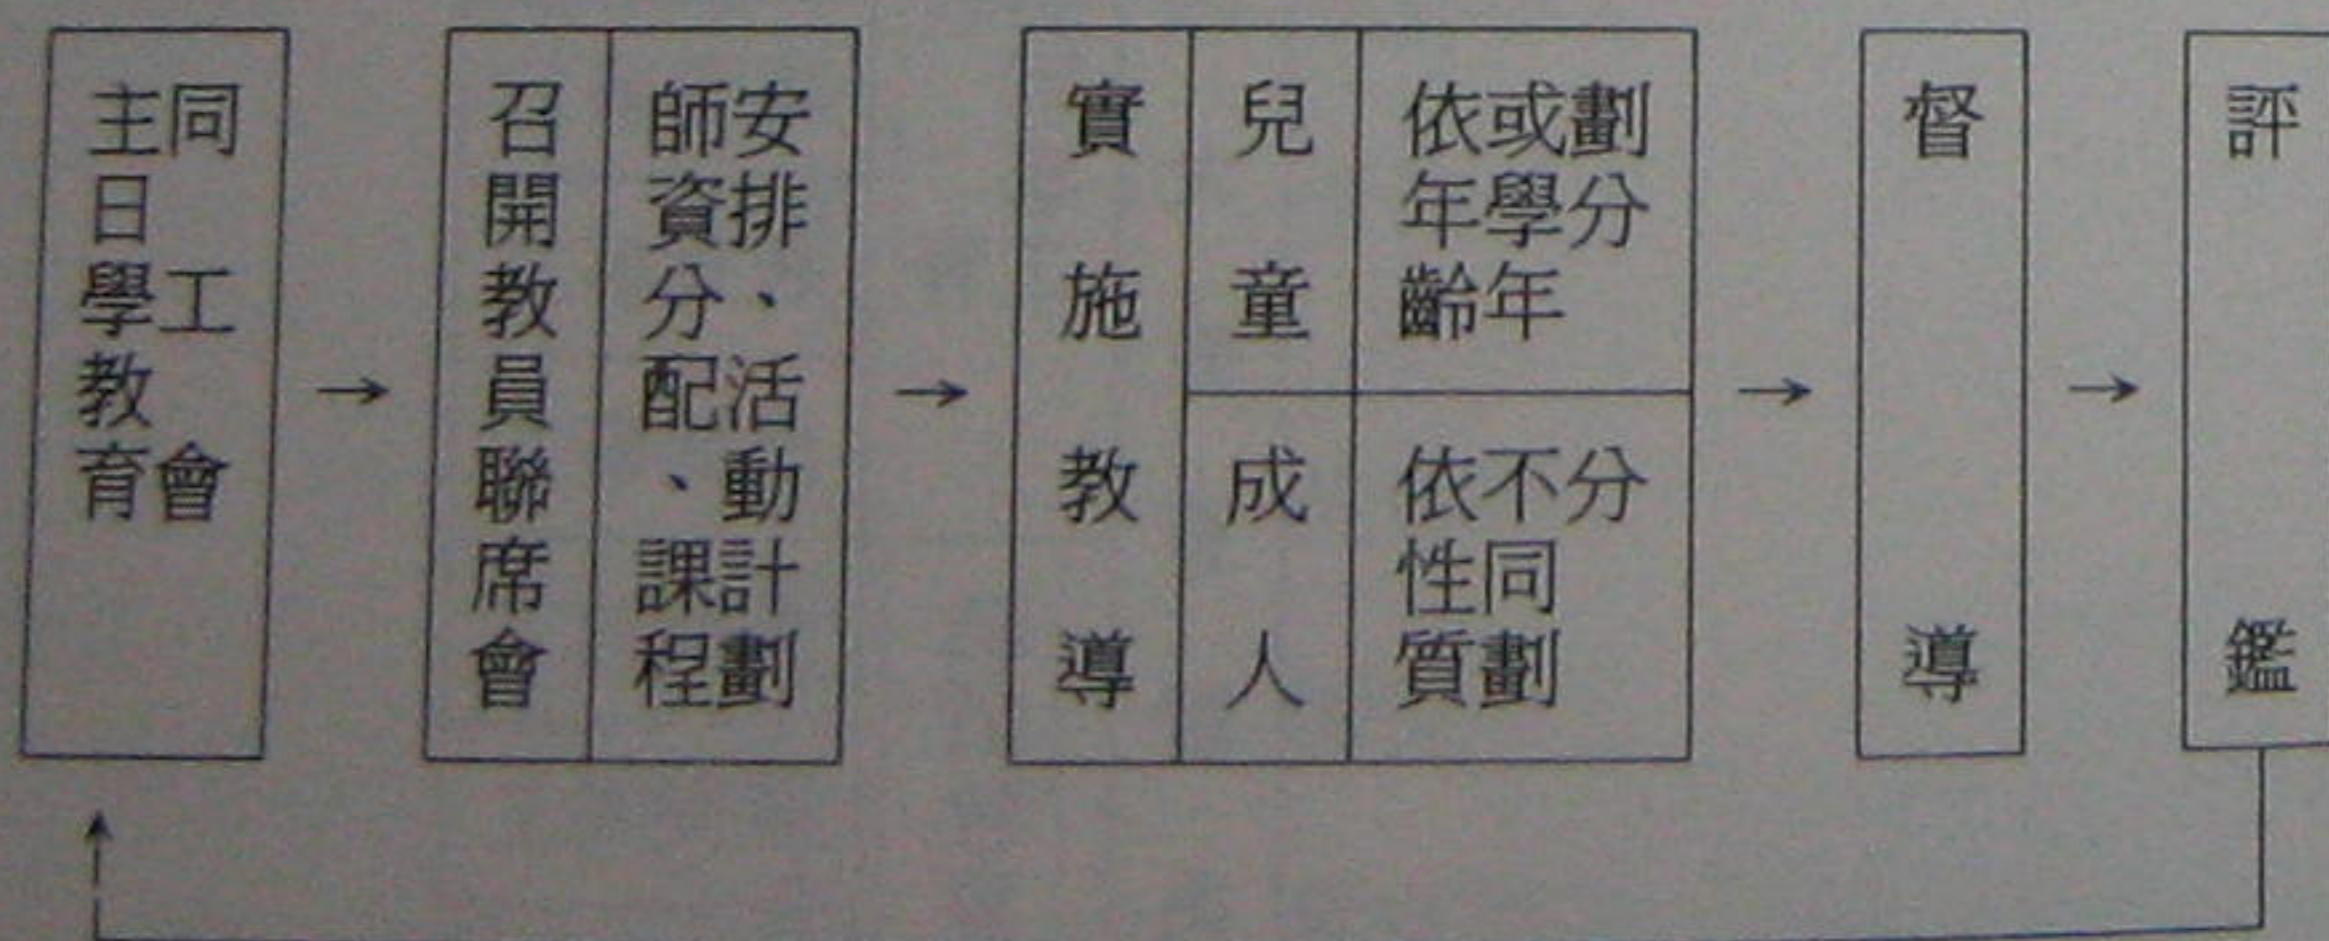 主日學教育
同工會
→
召開教員聯席會
師資分配、課程
安排、活動計劃
→
實施教導
兒童
依年齡
或學年
劃分
成人
依性質
不同劃
分
→
督導
→
評鑑